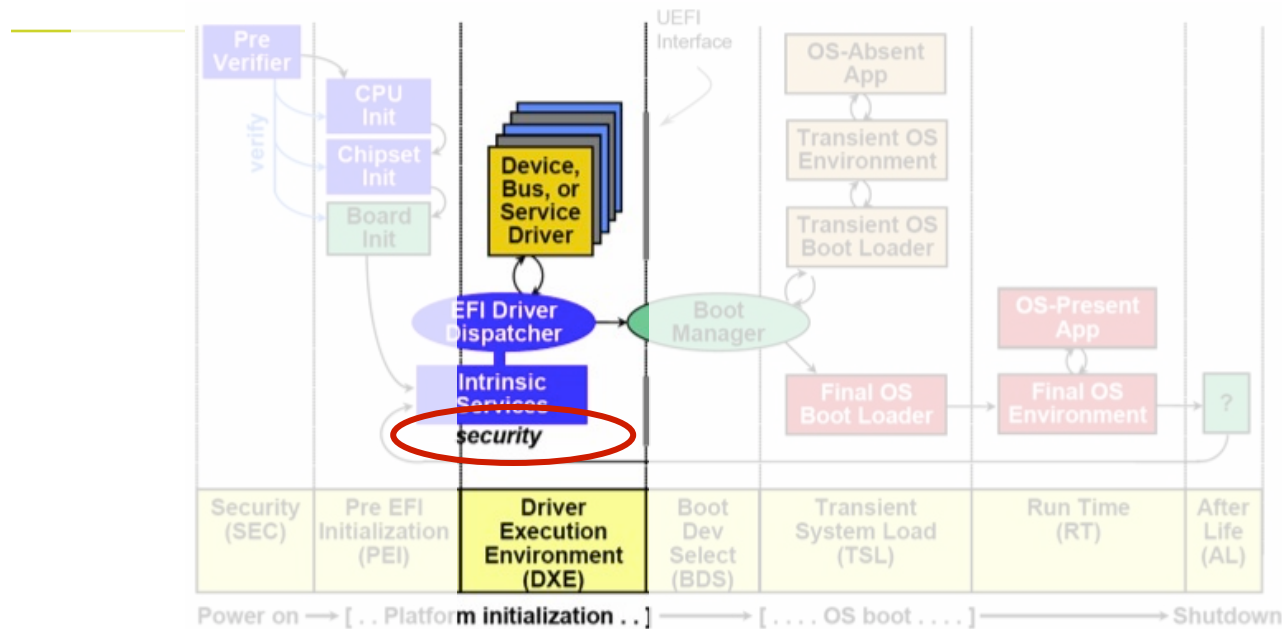 UEFI
Interface
Pre
Verifier
verify
CPU
Init
Chipset
Init
Board
Init
Device,
Bus, or
Service
Driver
EFI Driver
Dispatcher
Intrinsic
Services
security
Boot
Manager
OS-Absent
App
Transient OS
Environment
Transient OS
Boot Loader
Final OS
Boot Loader
OS-Present
App
Final OS
Environment
?
Security
(SEC)
Pre EFI
Initialization
(PEI)
Driver
Execution
Environment
(DXE)
Boot
Dev
Select
(BDS)
Transient
System Load
(TSL)
Run Time
(RT)
After
Life
(AL)
Power on → [ . . Platform initialization . . ] → [ . . . . OS boot . . . . ] → Shutdown